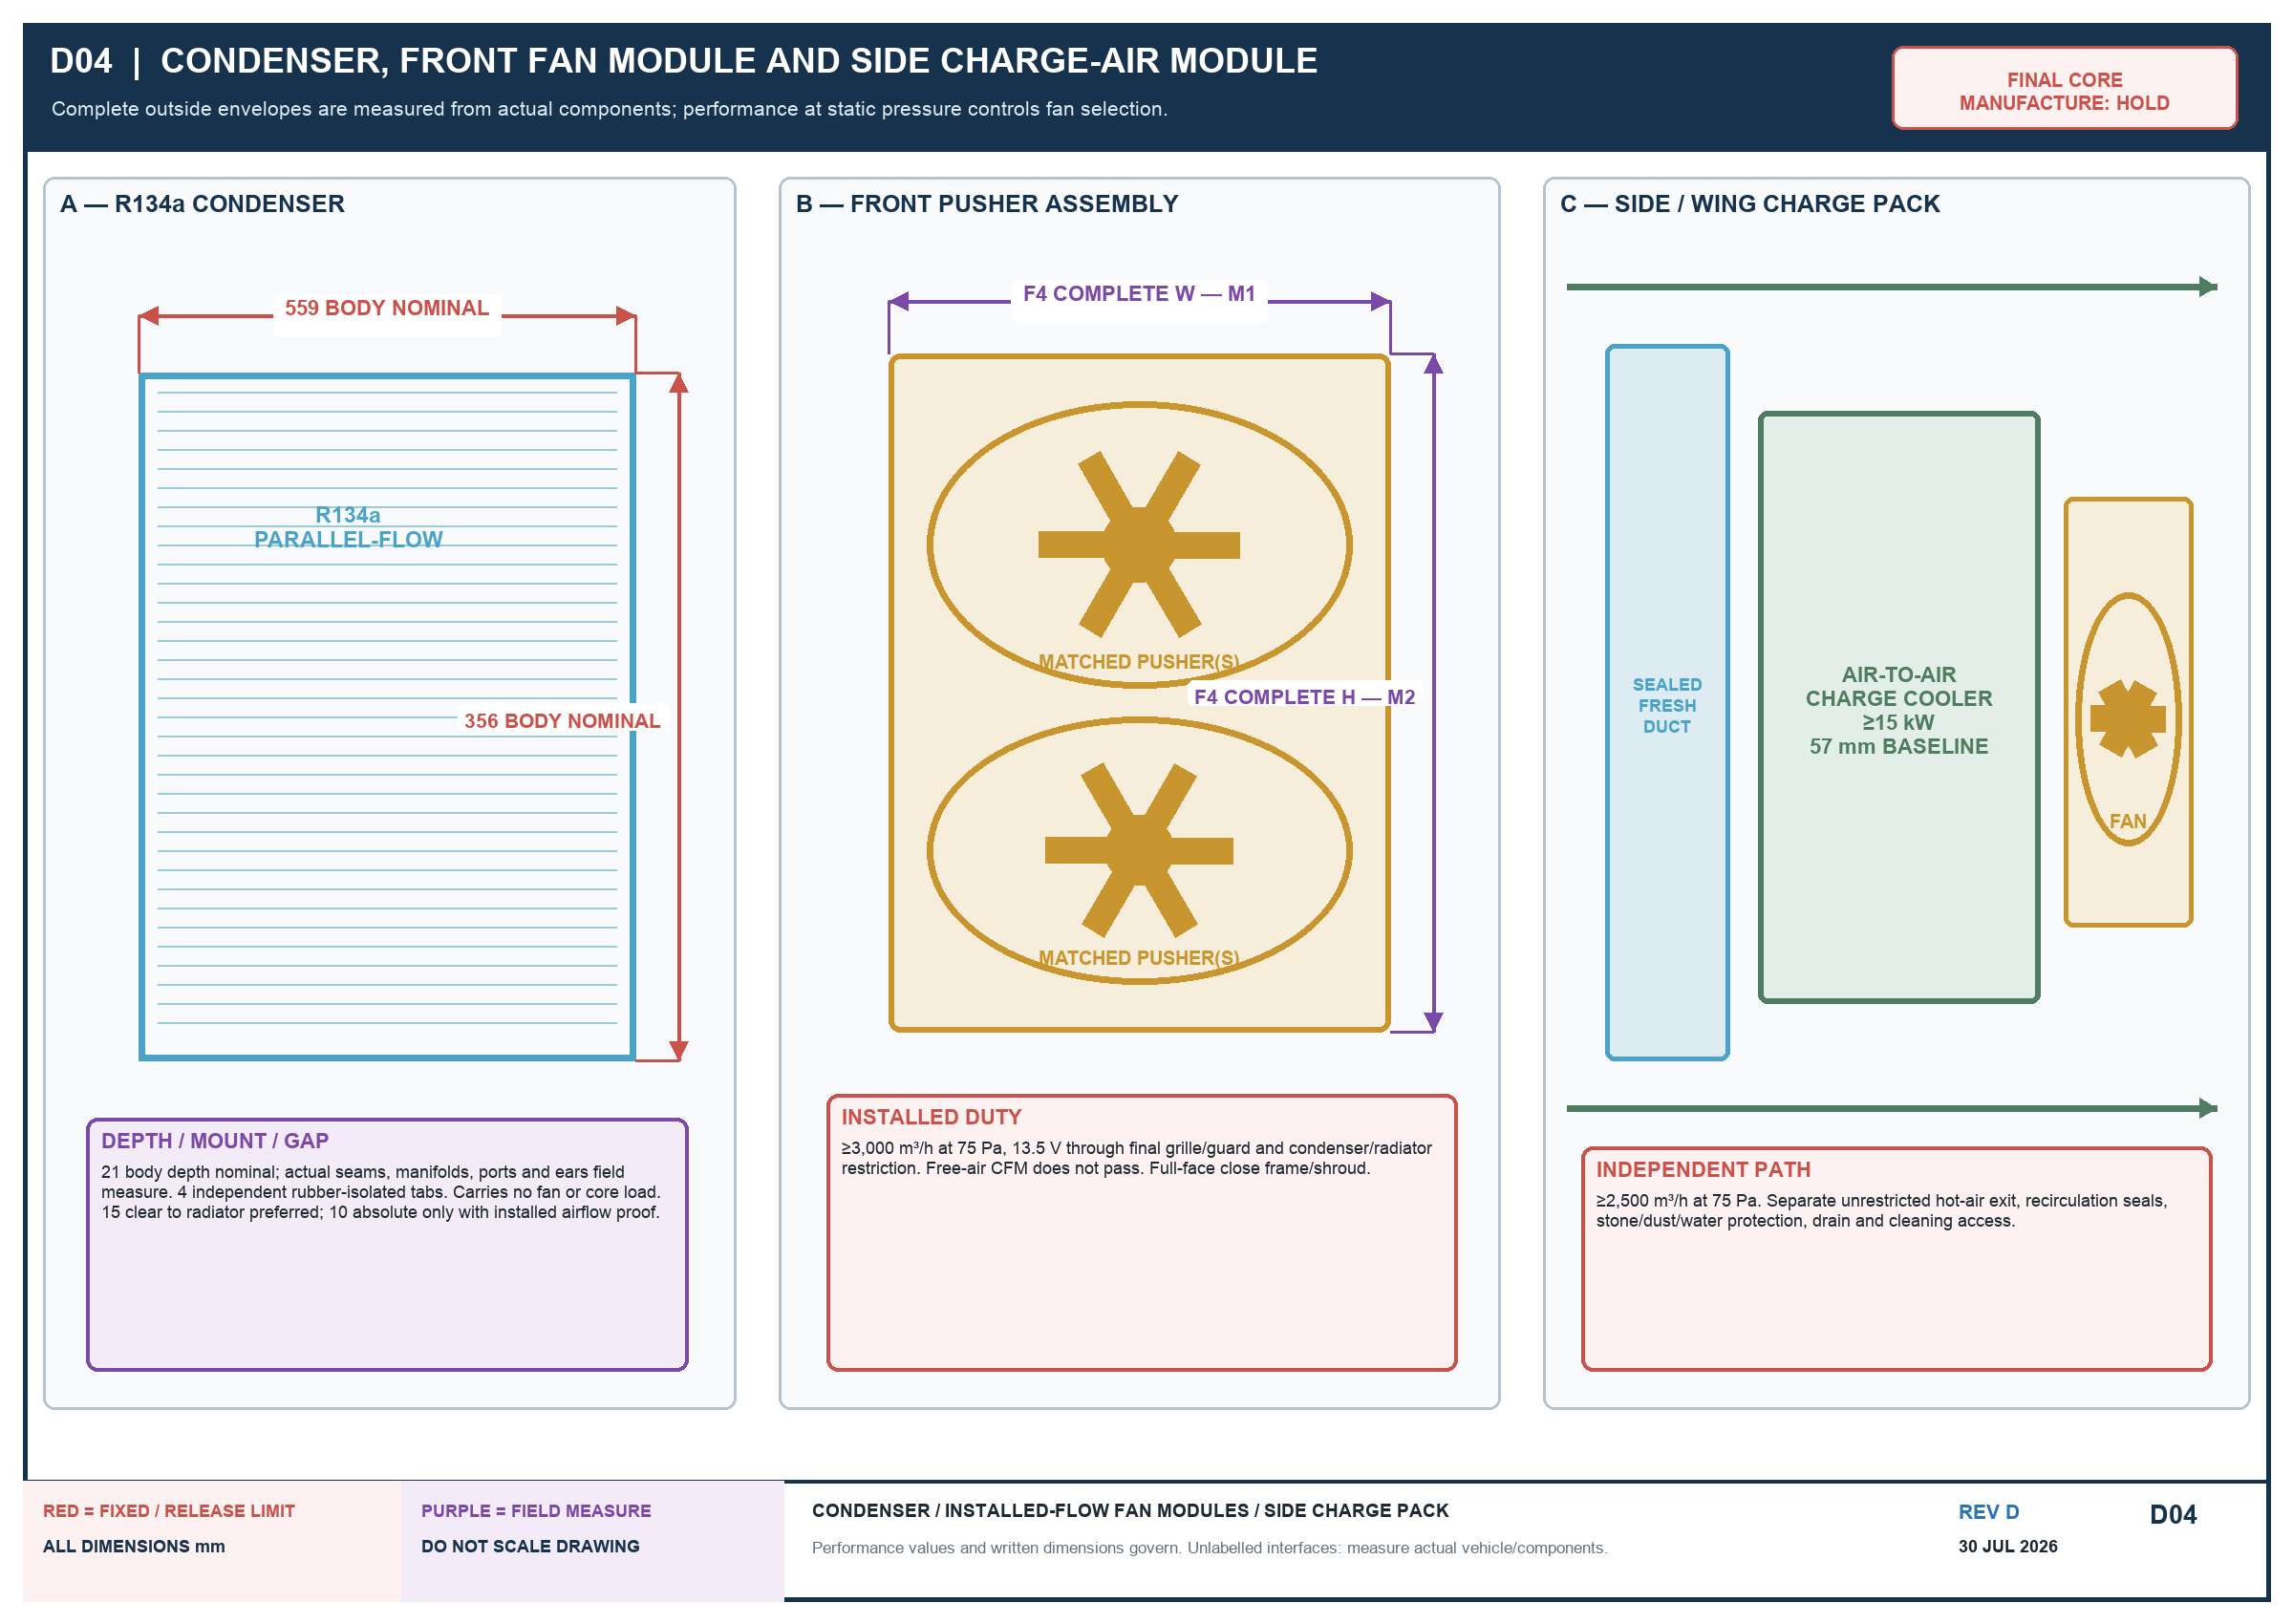 D04 | CONDENSER, FRONT FAN MODULE AND SIDE CHARGE-AIR MODULE
Complete outside envelopes are measured from actual components; performance at static pressure controls fan selection.
FINAL CORE
MANUFACTURE: HOLD
A — R134a CONDENSER
559 BODY NOMINAL
R134a
PARALLEL-FLOW
356 BODY NOMINAL
DEPTH / MOUNT / GAP
21 body depth nominal; actual seams, manifolds, ports and ears field
measure. 4 independent rubber-isolated tabs. Carries no fan or core load.
15 clear to radiator preferred; 10 absolute only with installed airflow proof.
B — FRONT PUSHER ASSEMBLY
F4 COMPLETE W — M1
MATCHED PUSHER(S)
F4 COMPLETE H — M2
MATCHED PUSHER(S)
INSTALLED DUTY
≥3,000 m³/h at 75 Pa, 13.5 V through final grille/guard and condenser/radiator
restriction. Free-air CFM does not pass. Full-face close frame/shroud.
C — SIDE / WING CHARGE PACK
SEALED
FRESH
DUCT
AIR-TO-AIR
CHARGE COOLER
≥15 kW
57 mm BASELINE
FAN
INDEPENDENT PATH
≥2,500 m³/h at 75 Pa. Separate unrestricted hot-air exit, recirculation seals,
stone/dust/water protection, drain and cleaning access.
RED = FIXED / RELEASE LIMIT
ALL DIMENSIONS mm
PURPLE = FIELD MEASURE
DO NOT SCALE DRAWING
CONDENSER / INSTALLED-FLOW FAN MODULES / SIDE CHARGE PACK
Performance values and written dimensions govern. Unlabelled interfaces: measure actual vehicle/components.
REV D
30 JUL 2026
D04